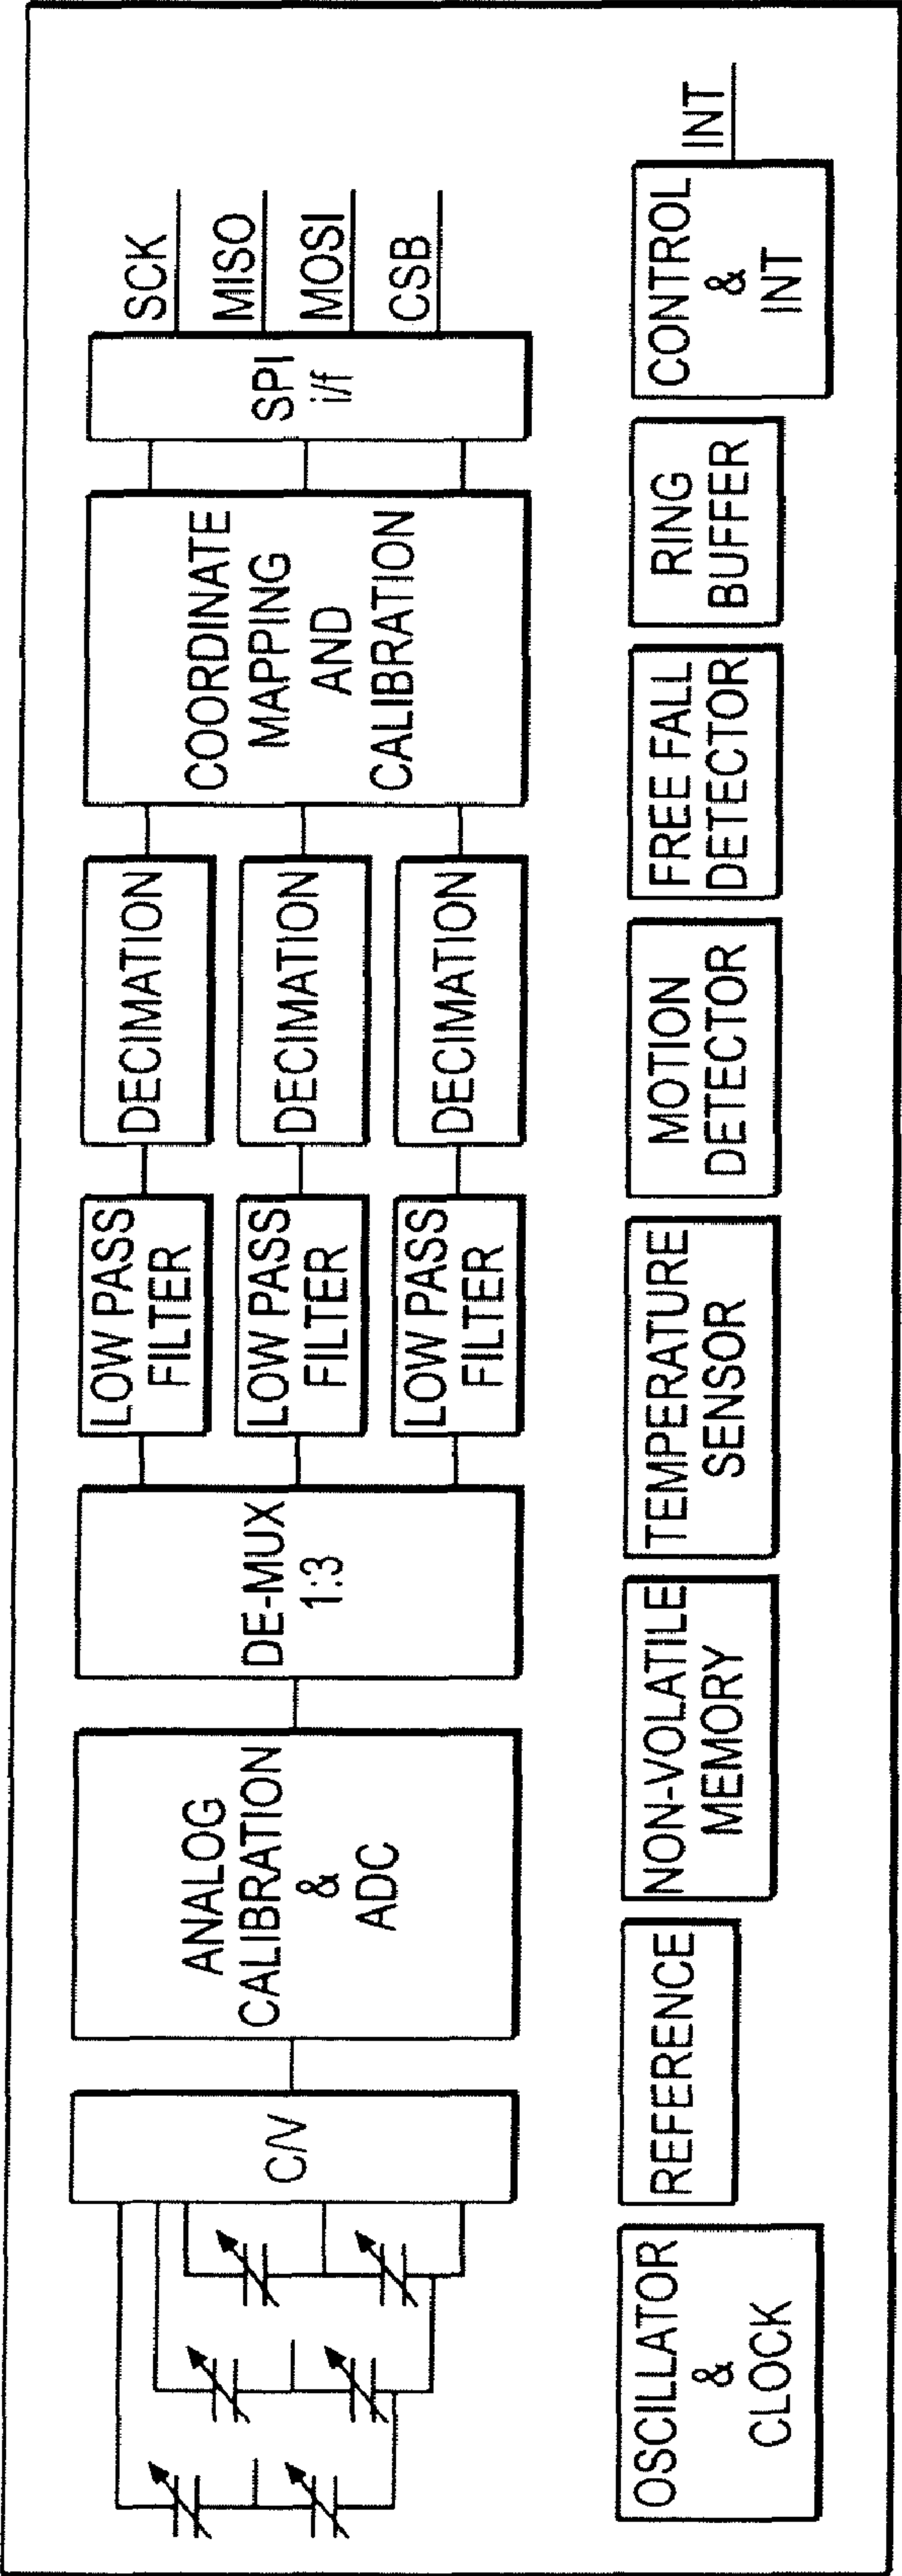 C/V
ANALOG
CALIBRATION
&
ADC
DE-MUX
1:3
LOW PASS
FILTER
LOW PASS
FILTER
LOW PASS
FILTER
DECIMATION
DECIMATION
DECIMATION
COORDINATE
MAPPING
AND
CALIBRATION
SPI
i/f
SCK
MISO
MOSI
CSB
OSCILLATOR
&
CLOCK
REFERENCE
NON-VOLATILE
MEMORY
TEMPERATURE
SENSOR
MOTION
DETECTOR
FREE FALL
DETECTOR
RING
BUFFER
CONTROL
&
INT
INT